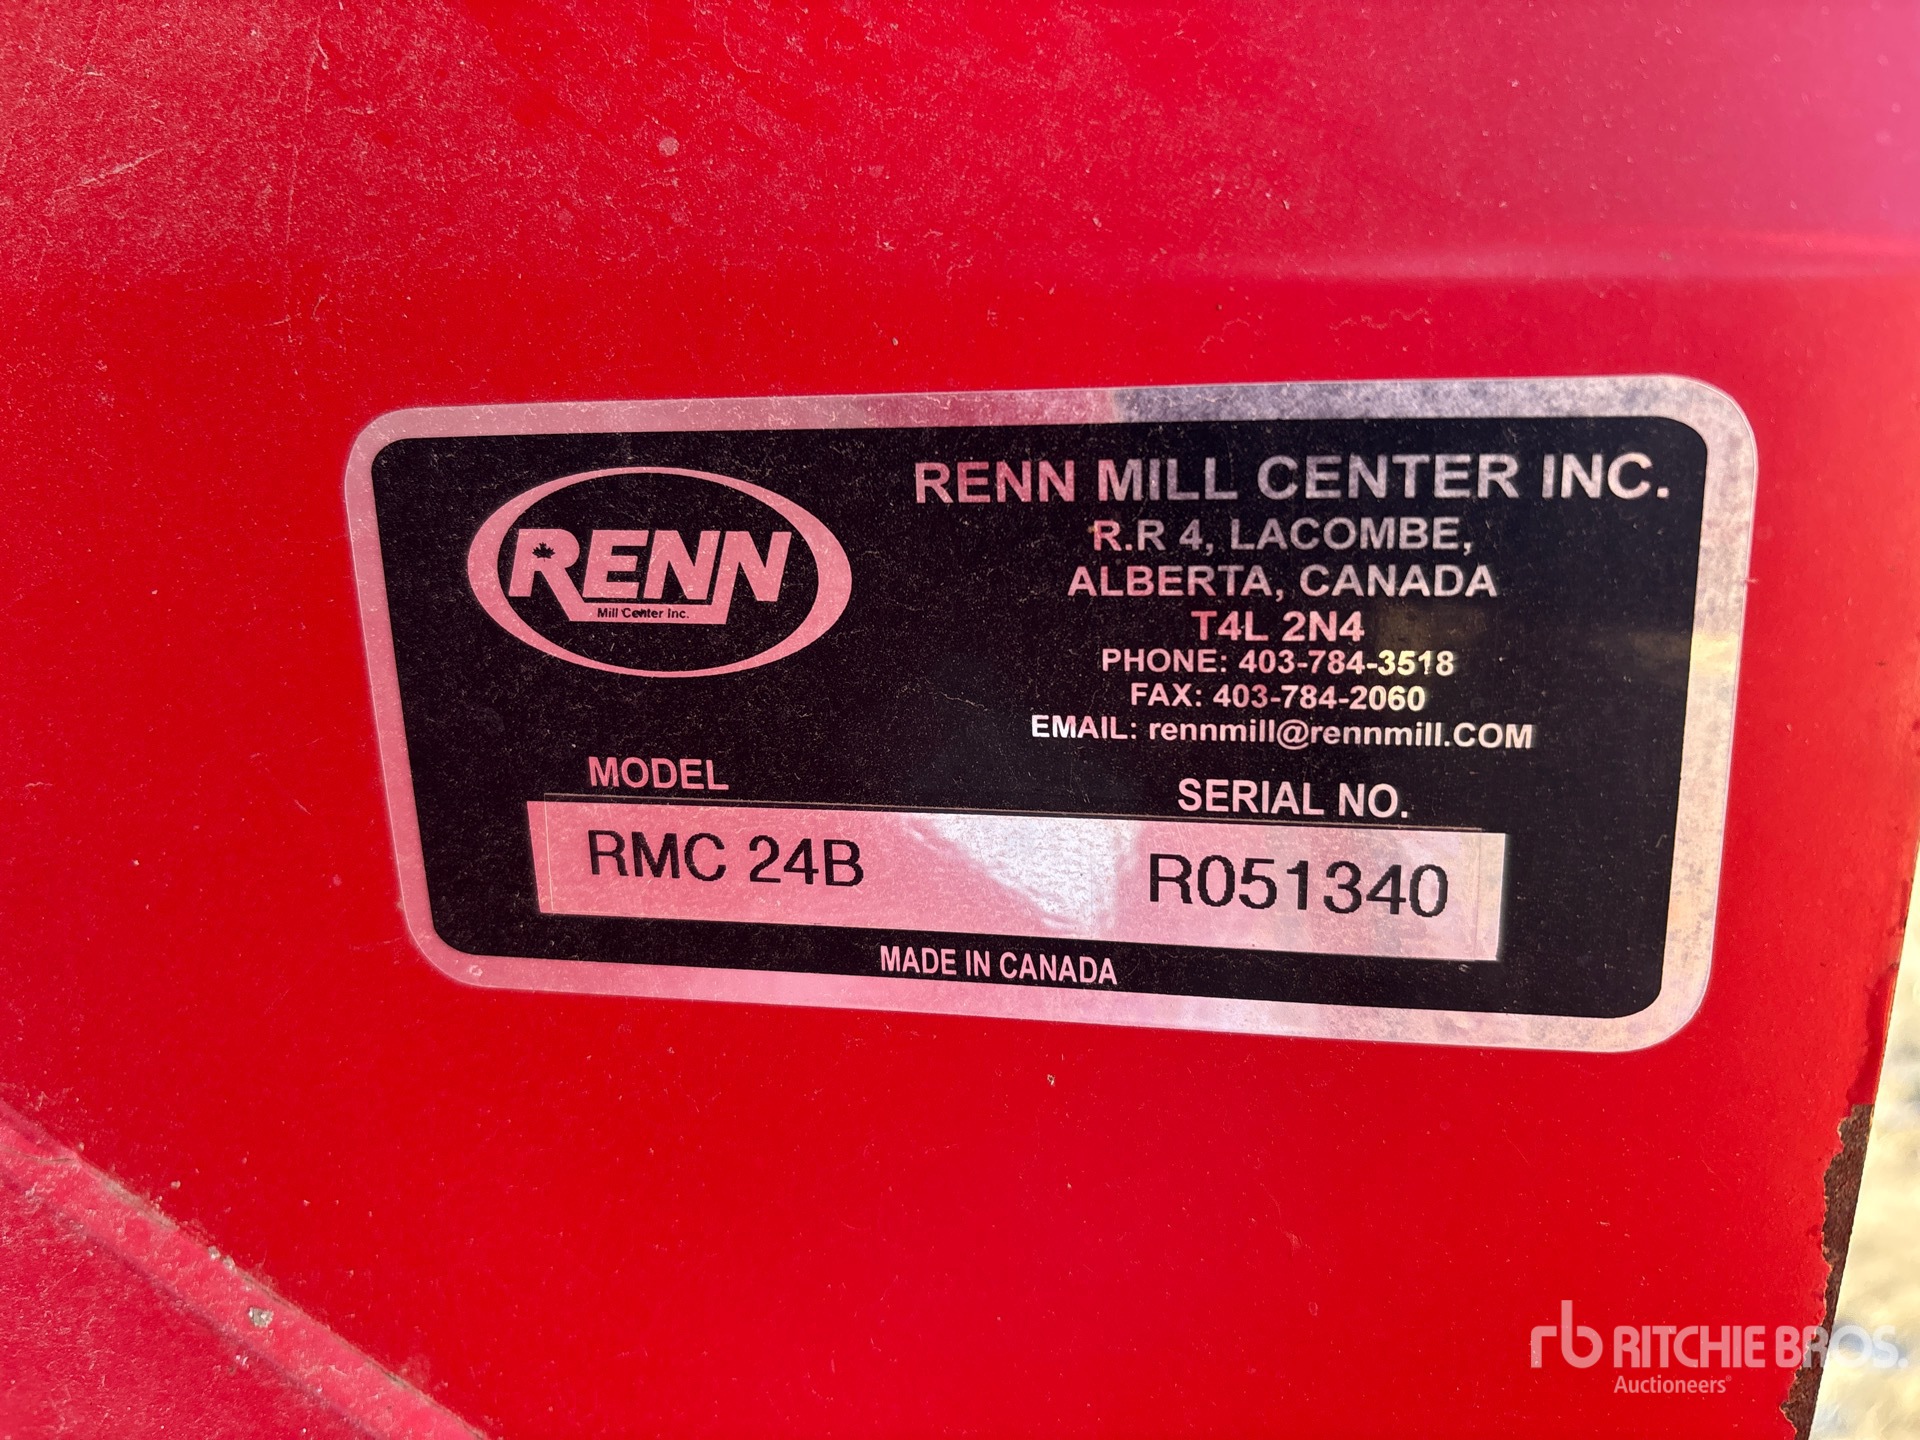 RENN
Mill Center Inc.
RENN MILL CENTER INC.
R.R 4, LACOMBE,
ALBERTA, CANADA
T4L 2N4
PHONE: 403-784-3518
FAX: 403-784-2060
EMAIL: rennmill@rennmill.COM
MODEL
SERIAL NO.
RMC 24B
R051340
MADE IN CANADA
rb RITCHIE BROS.
Auctioneers®